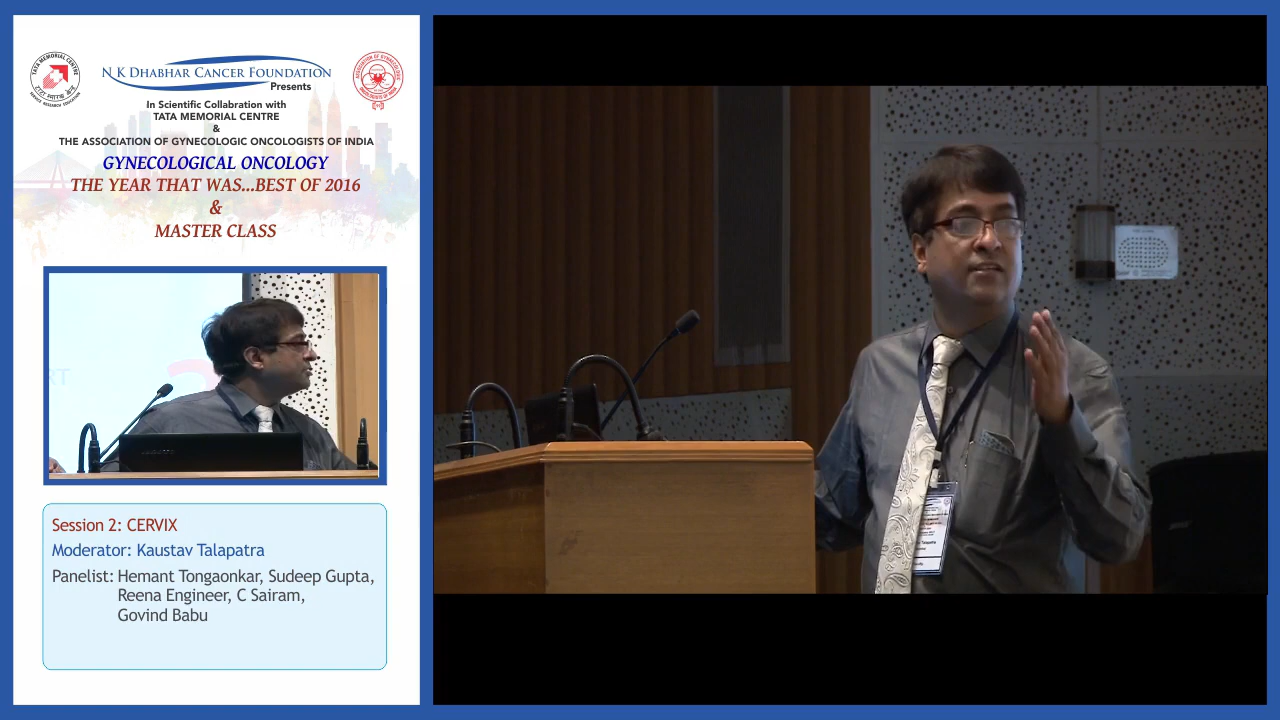 N K DHABHAR CANCER FOUNDATION
Presents
In Scientific Collabration with
TATA MEMORIAL CENTRE
&
THE ASSOCIATION OF GYNECOLOGIC ONCOLOGISTS OF INDIA
GYNECOLOGICAL ONCOLOGY
THE YEAR THAT WAS...BEST OF 2016
&
MASTER CLASS
RT
Session 2: CERVIX
Moderator: Kaustav Talapatra
Panelist: Hemant Tongaonkar, Sudeep Gupta,
Reena Engineer, C Sairam,
Govind Babu